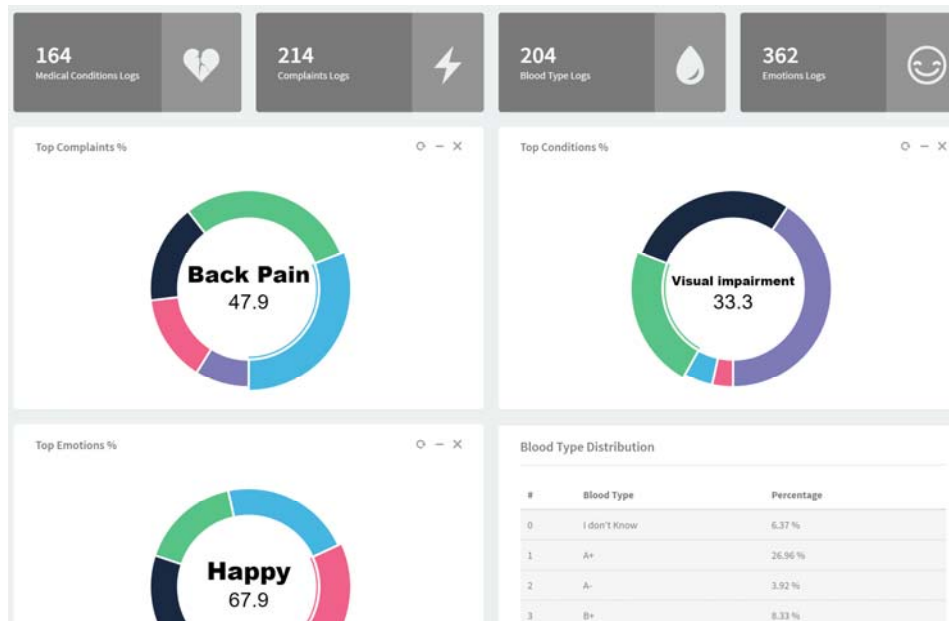 164
Medical Conditions Logs
214
Complaints Logs
204
Blood Type Logs
362
Emotions Logs
Top Complaints %
Back Pain
47.9
Top Conditions %
Visual impairment
33.3
Top Emotions %
Happy
67.9
Blood Type Distribution
# Blood Type Percentage
0 I don't Know 6.37 %
1 A+ 26.96 %
2 A- 3.92 %
3 B+ 8.33 %